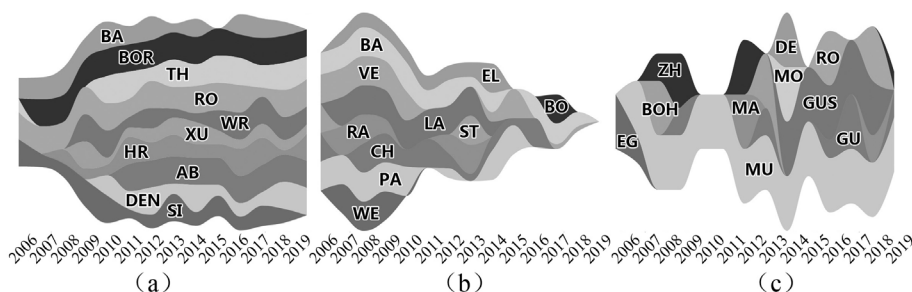 BA
BOR
TH
RO
WR
XU
HR
AB
DEN
SI
2006 2007 2008 2009 2010 2011 2012 2013 2014 2015 2016 2017 2018 2019
(a)
BA
VE
EL
BO
LA
RA
ST
CH
PA
WE
2006 2007 2008 2009 2010 2011 2012 2013 2014 2015 2016 2017 2018 2019
(b)
DE
RO
ZH
MO
BOH
MA
GUS
EG
GU
MU
2006 2007 2008 2009 2010 2011 2012 2013 2014 2015 2016 2017 2018 2019
(c)